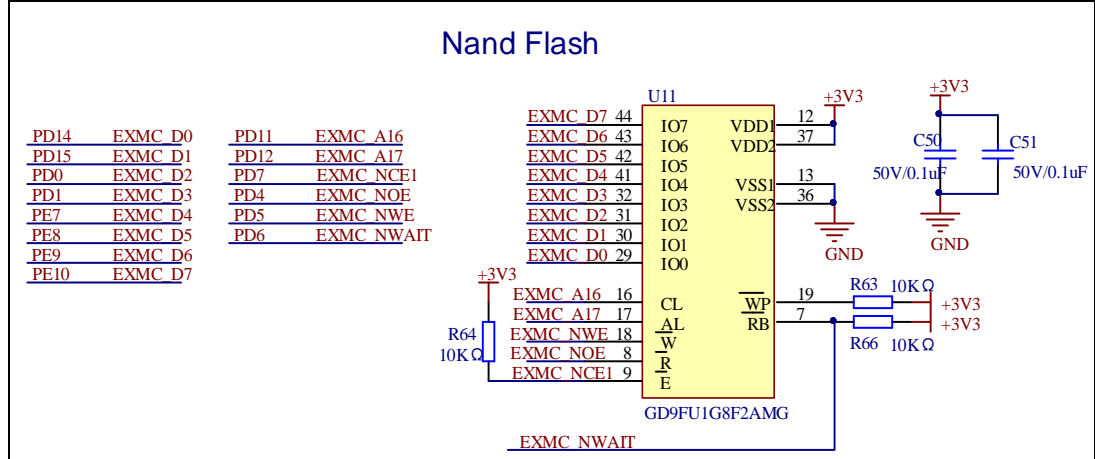 Nand Flash
PD14 EXMC_D0
PD15 EXMC_D1
PD0 EXMC_D2
PD1 EXMC_D3
PE7 EXMC_D4
PE8 EXMC_D5
PE9 EXMC_D6
PE10 EXMC_D7
PD11 EXMC_A16
PD12 EXMC_A17
PD7 EXMC_NCE1
PD4 EXMC_NOE
PD5 EXMC_NWE
PD6 EXMC_NWAIT
U11
EXMC_D7 44 IO7 VDD1 12 +3V3
EXMC_D6 43 IO6 VDD2 37
EXMC_D5 42 IO5
EXMC_D4 41 IO4 VSS1 13
EXMC_D3 32 IO3 VSS2 36
EXMC_D2 31 IO2
EXMC_D1 30 IO1
EXMC_D0 29 IO0
GND
+3V3
C50
50V/0.1uF
C51
50V/0.1uF
GND
+3V3
R64
10KΩ
EXMC_A16 16 CL WP 19 R63 10KΩ +3V3
EXMC_A17 17 AL RB 7 R66 10KΩ +3V3
EXMC_NWE 18 W
EXMC_NOE 8 R
EXMC_NCE1 9 E
GD9FU1G8F2AMG
EXMC_NWAIT